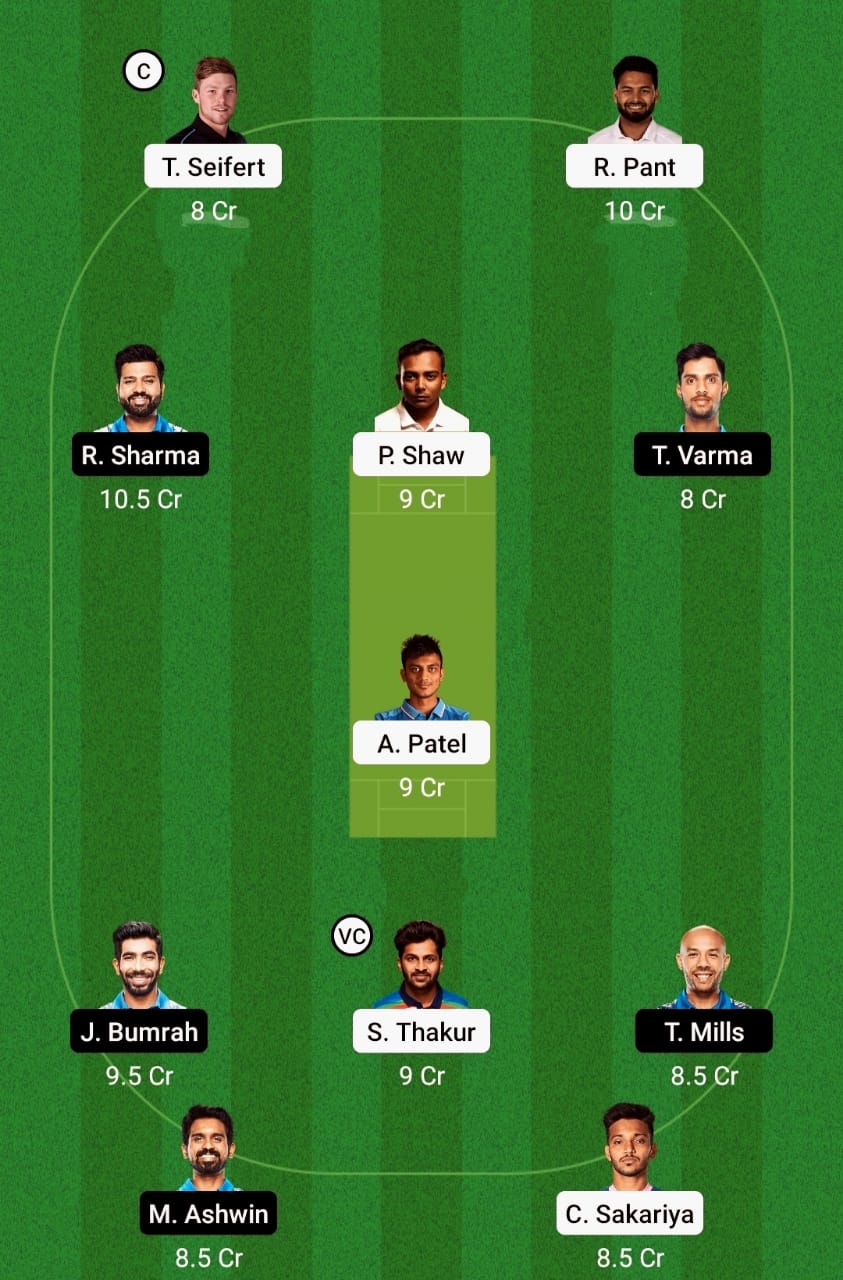 C
T. Seifert
8 Cr
R. Pant
10 Cr
R. Sharma
10.5 Cr
P. Shaw
9 Cr
T. Varma
8 Cr
A. Patel
9 Cr
J. Bumrah
9.5 Cr
VC
S. Thakur
9 Cr
T. Mills
8.5 Cr
M. Ashwin
8.5 Cr
C. Sakariya
8.5 Cr